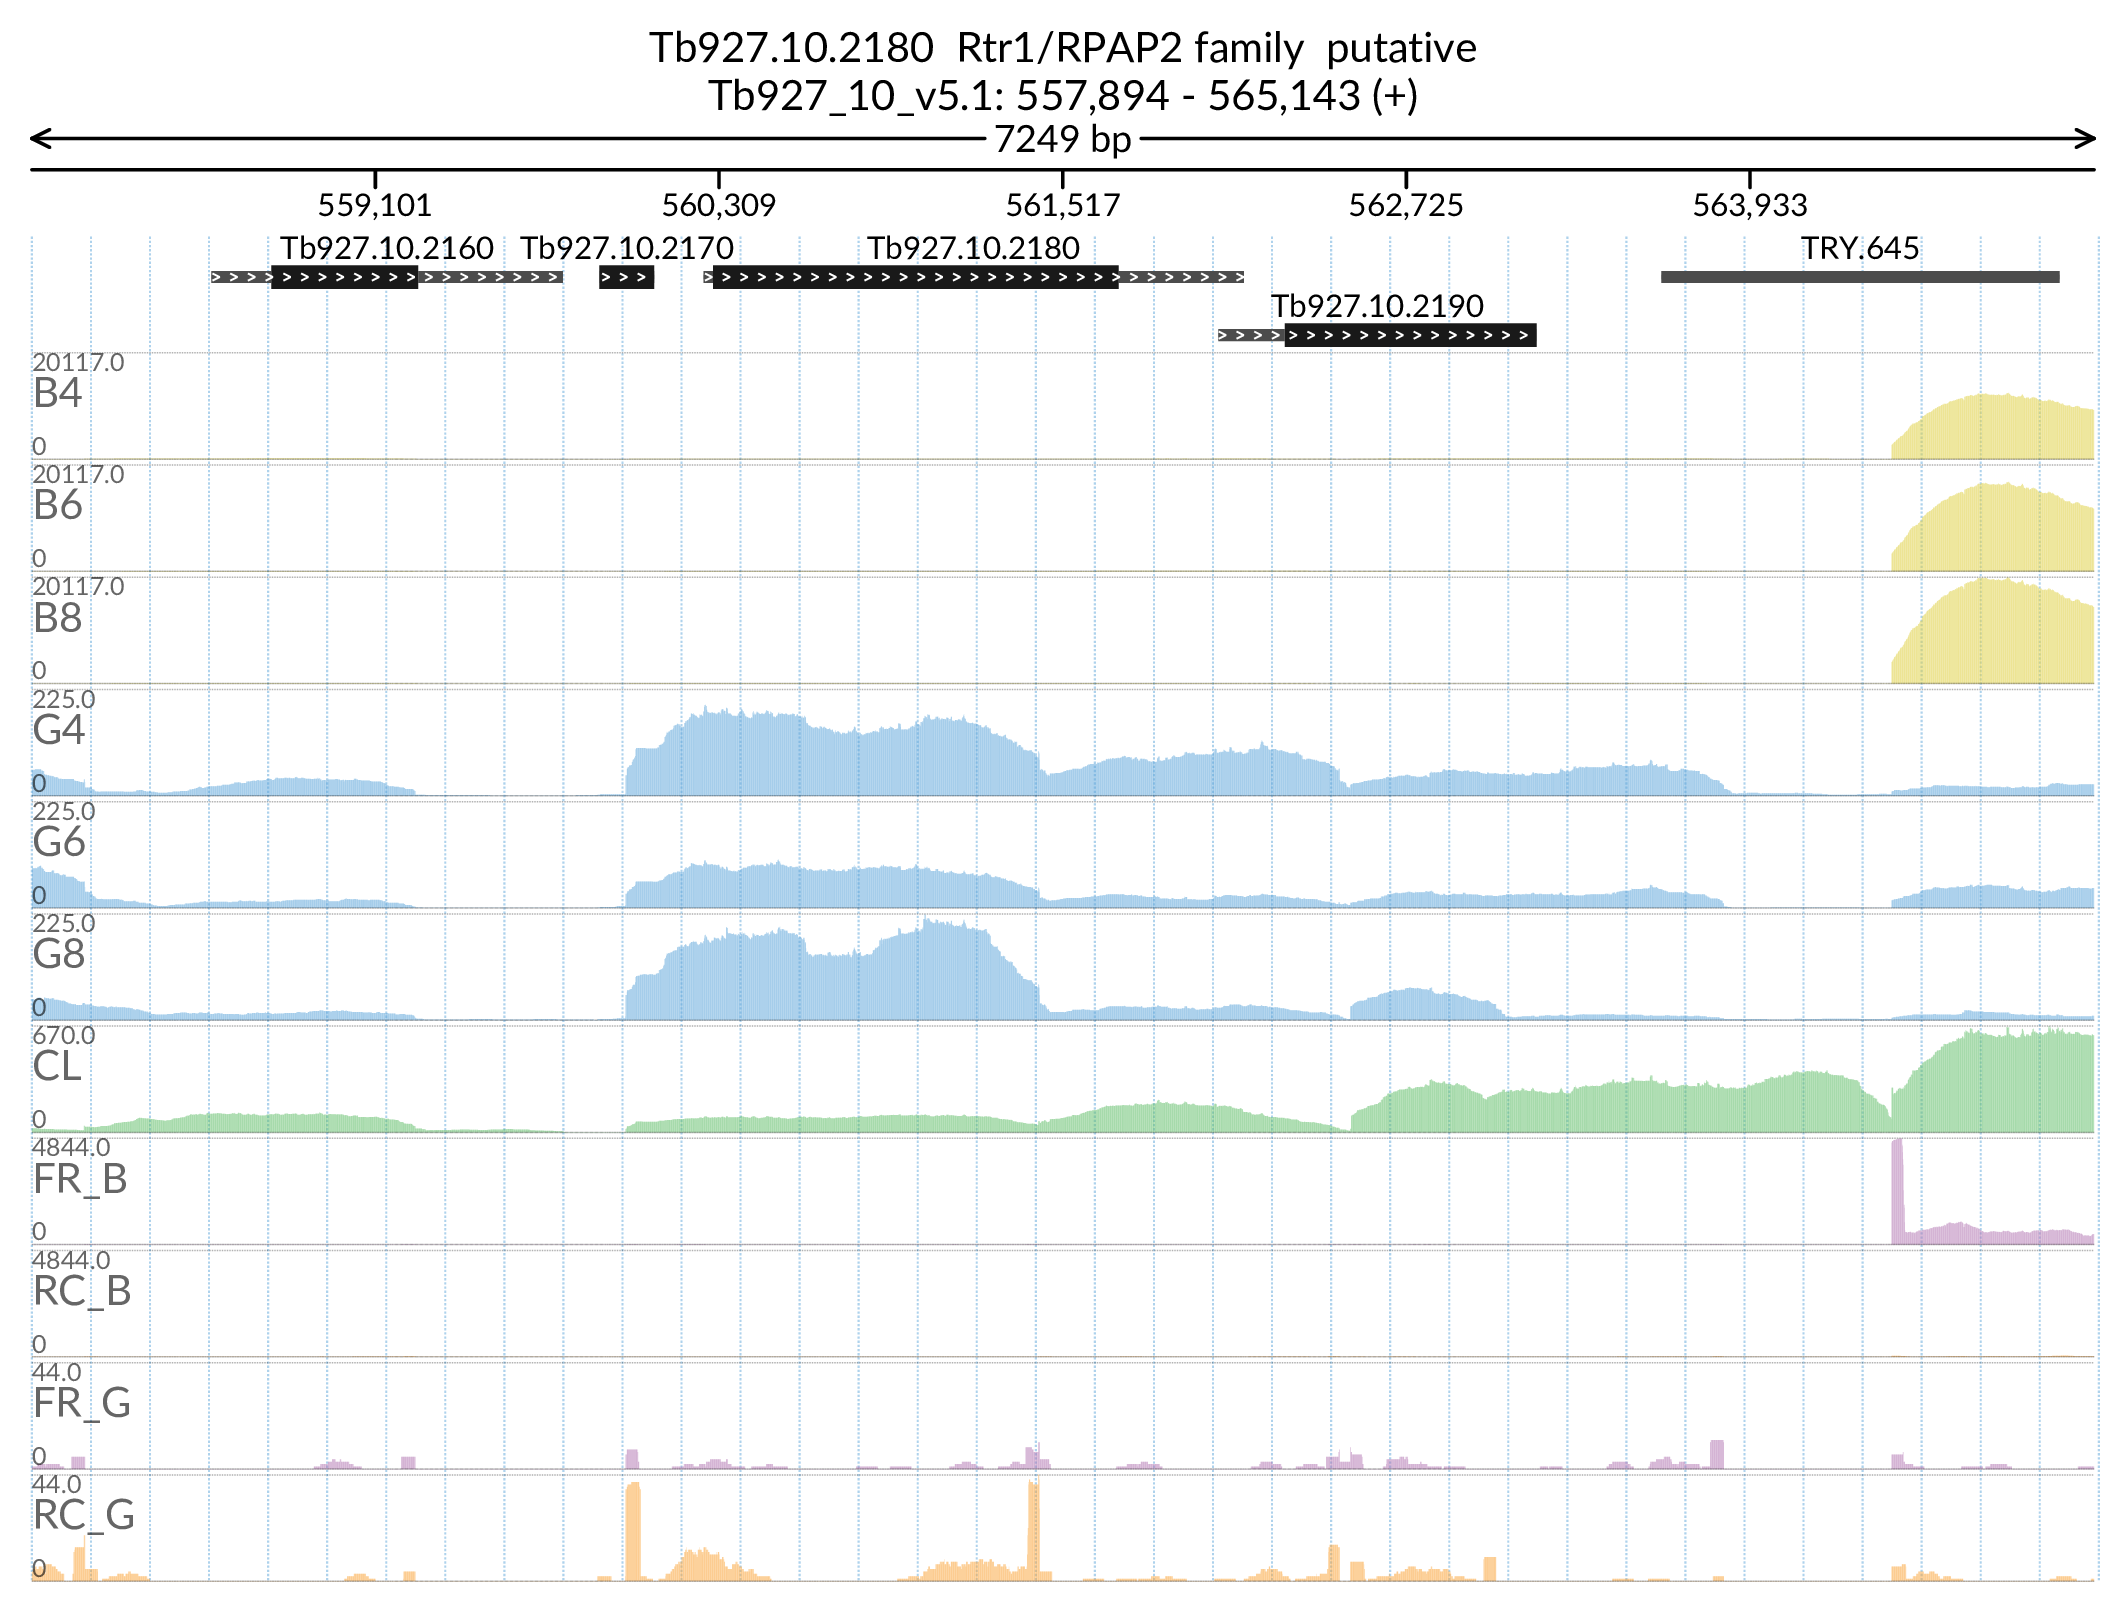 Tb927.10.2180 Rtr1/RPAP2 family putative
Tb927_10_v5.1: 557,894 - 565,143 (+)
7249 bp
559,101 560,309 561,517 562,725 563,933
Tb927.10.2160 Tb927.10.2170 Tb927.10.2180 TRY.645
Tb927.10.2190
20117.0
B4
0
20117.0
B6
0
20117.0
B8
0
225.0
G4
0
225.0
G6
0
225.0
G8
0
670.0
CL
0
4844.0
FR_B
0
4844.0
RC_B
0
44.0
FR_G
0
44.0
RC_G
0